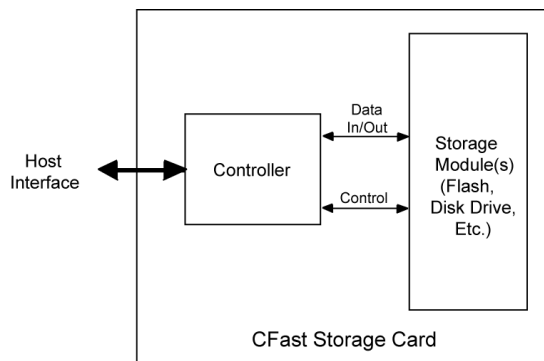 Host
Interface
Controller
Data
In/Out
Control
Storage
Module(s)
(Flash,
Disk Drive,
Etc.)
CFast Storage Card